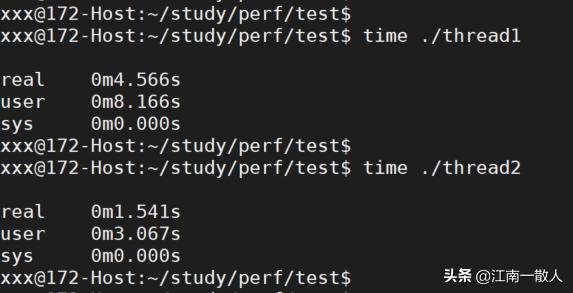 xxx@172-Host:~/study/perf/test$
xxx@172-Host:~/study/perf/test$ time ./thread1
real 0m4.566s
user 0m8.166s
sys 0m0.000s
xxx@172-Host:~/study/perf/test$
xxx@172-Host:~/study/perf/test$ time ./thread2
real 0m1.541s
user 0m3.067s
sys 0m0.000s
xxx@172-Host:~/study/perf/test$
头条 @江南一散人